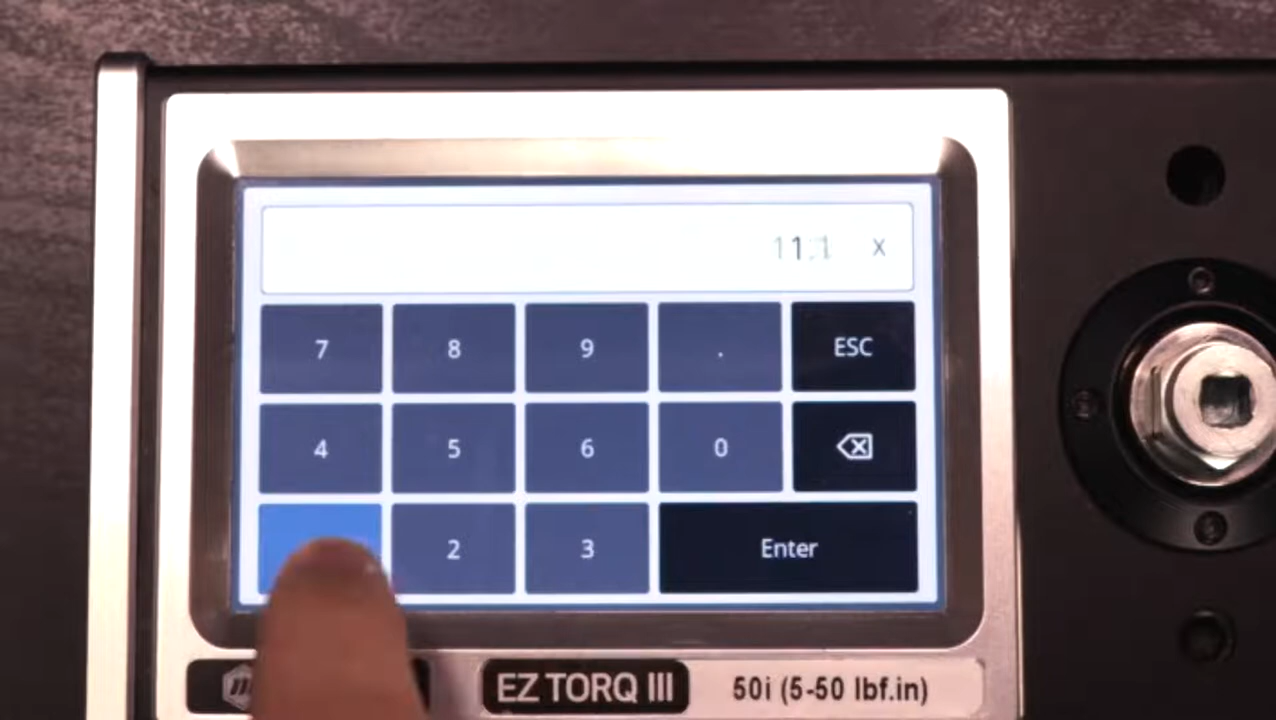 11.1 X
7 8 9 . ESC
4 5 6 0
2 3 Enter
EZ TORQ III 50i (5-50 lbf.in)